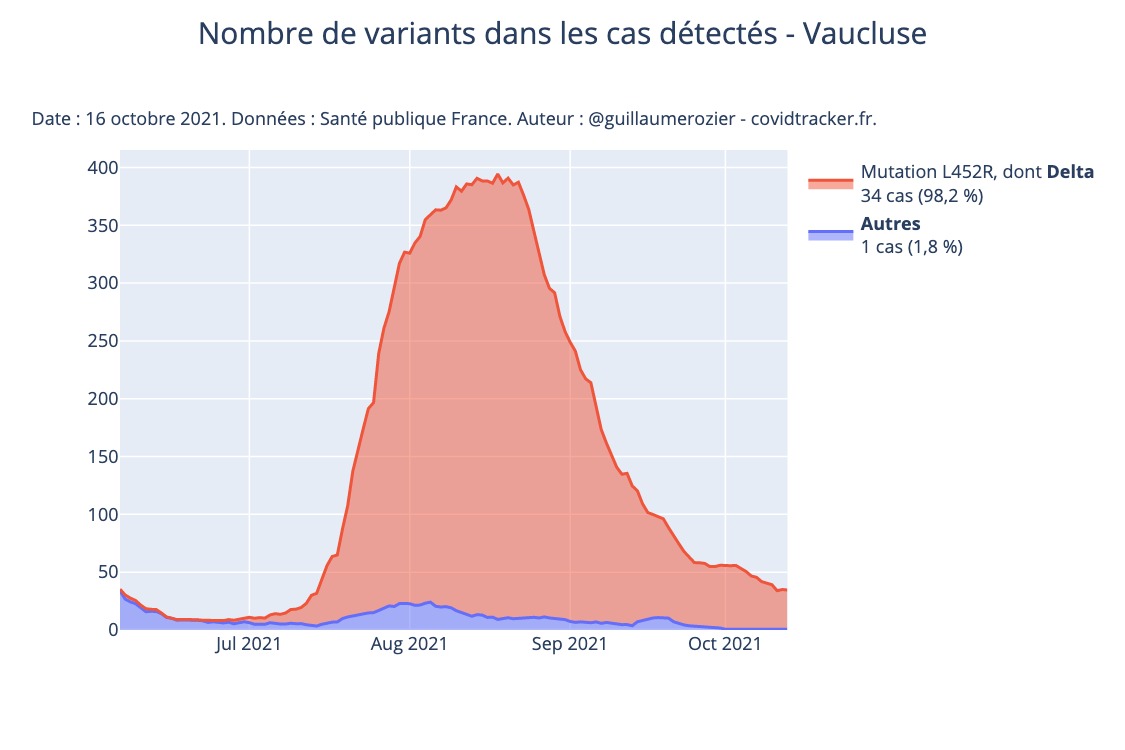 Nombre de variants dans les cas détectés - Vaucluse
Date : 16 octobre 2021. Données : Santé publique France. Auteur : @guillaumerozier - covidtracker.fr.
400
350
300
250
200
150
100
50
0
Jul 2021
Aug 2021
Sep 2021
Oct 2021
Mutation L452R, dont Delta
34 cas (98,2 %)
Autres
1 cas (1,8 %)